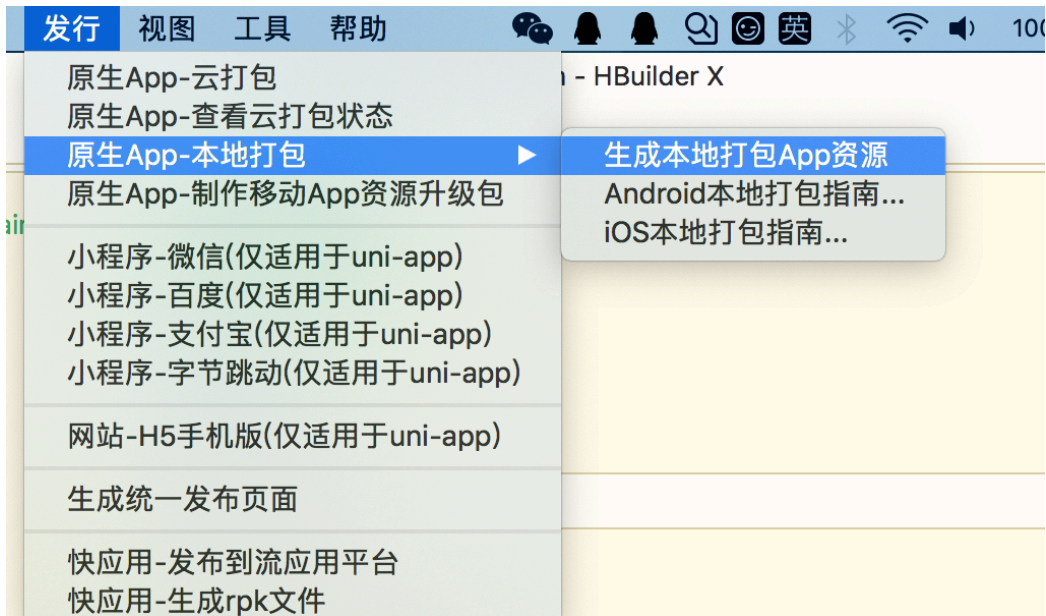 发行 视图 工具 帮助 英 100
- HBuilder X
原生App-云打包
原生App-查看云打包状态
原生App-本地打包
生成本地打包App资源
原生App-制作移动App资源升级包
Android本地打包指南...
iOS本地打包指南...
小程序-微信(仅适用于uni-app)
小程序-百度(仅适用于uni-app)
小程序-支付宝(仅适用于uni-app)
小程序-字节跳动(仅适用于uni-app)
网站-H5手机版(仅适用于uni-app)
生成统一发布页面
快应用-发布到流应用平台
快应用-生成rpk文件